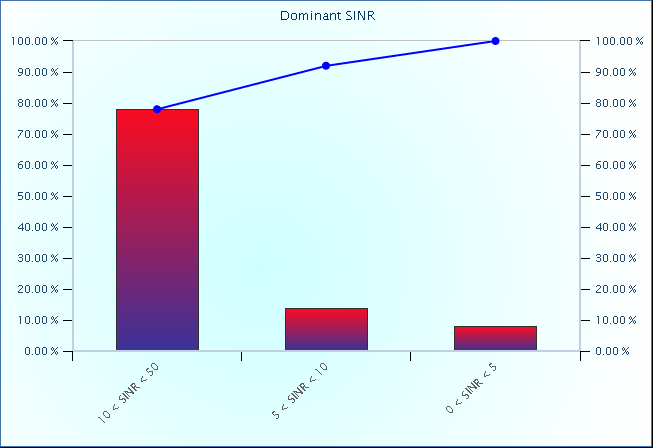 Dominant SINR
100.00 % 100.00 %
90.00 % 90.00 %
80.00 % 80.00 %
70.00 % 70.00 %
60.00 % 60.00 %
50.00 % 50.00 %
40.00 % 40.00 %
30.00 % 30.00 %
20.00 % 20.00 %
10.00 % 10.00 %
0.00 % 0.00 %
10 < SINR < 50
5 < SINR < 10
0 < SINR < 5